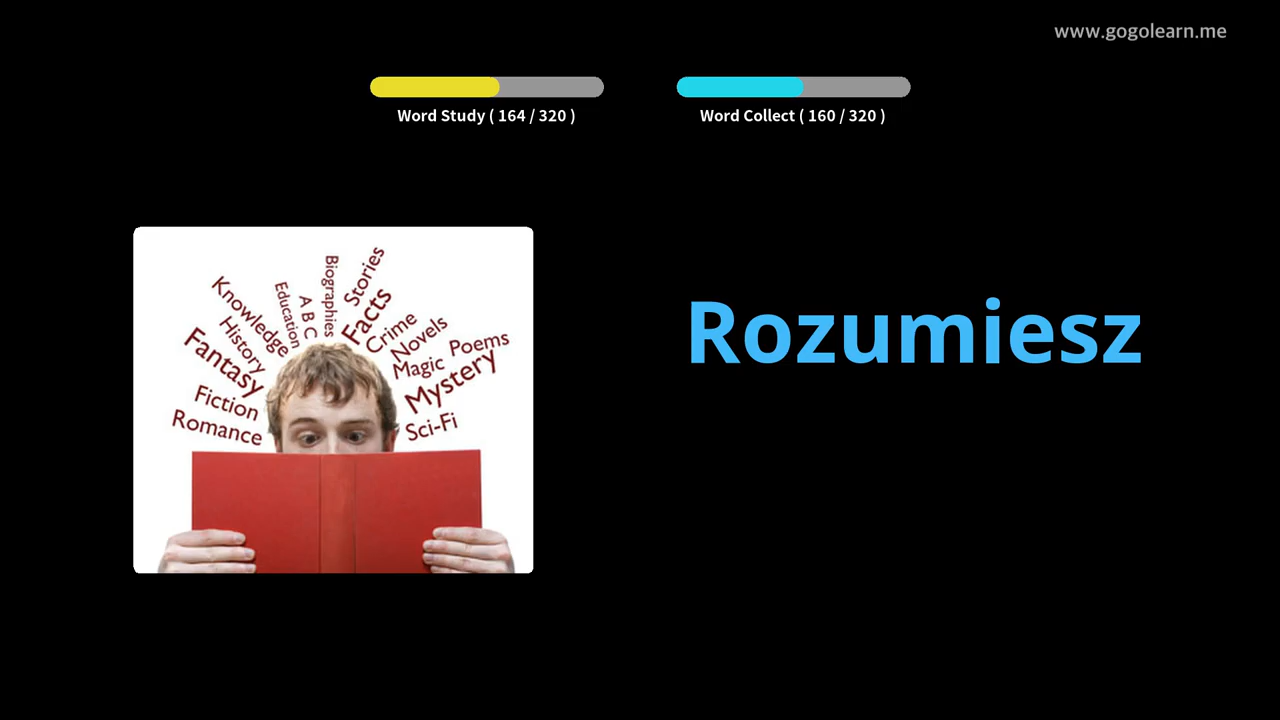 www.gogolearn.me
Word Study ( 164 / 320 )
Word Collect ( 160 / 320 )
Rozumiesz
Knowledge
History
Fantasy
Fiction
Romance
Education
A B C
Biographies
Stories
Facts
Crime
Novels
Magic
Poems
Mystery
Sci-Fi